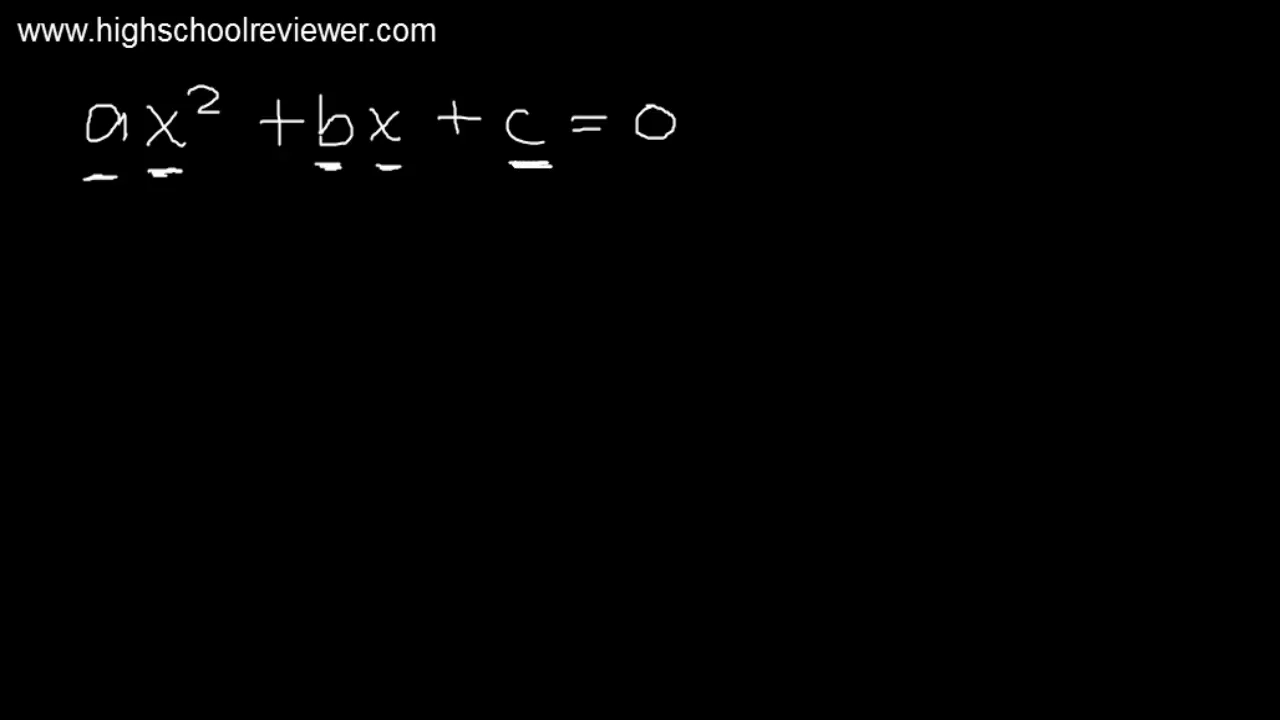 www.highschoolreviewer.com
ax² + bx + c = 0